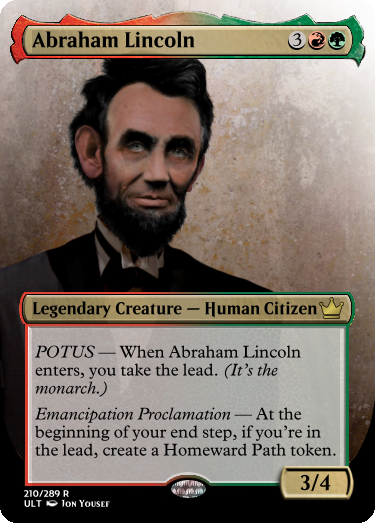 Abraham Lincoln 3
Legendary Creature — Human Citizen
POTUS — When Abraham Lincoln
enters, you take the lead. (It's the
monarch.)
Emancipation Proclamation — At the
beginning of your end step, if you're in
the lead, create a Homeward Path token.
3/4
210/289 R
ULT Jon Yousef